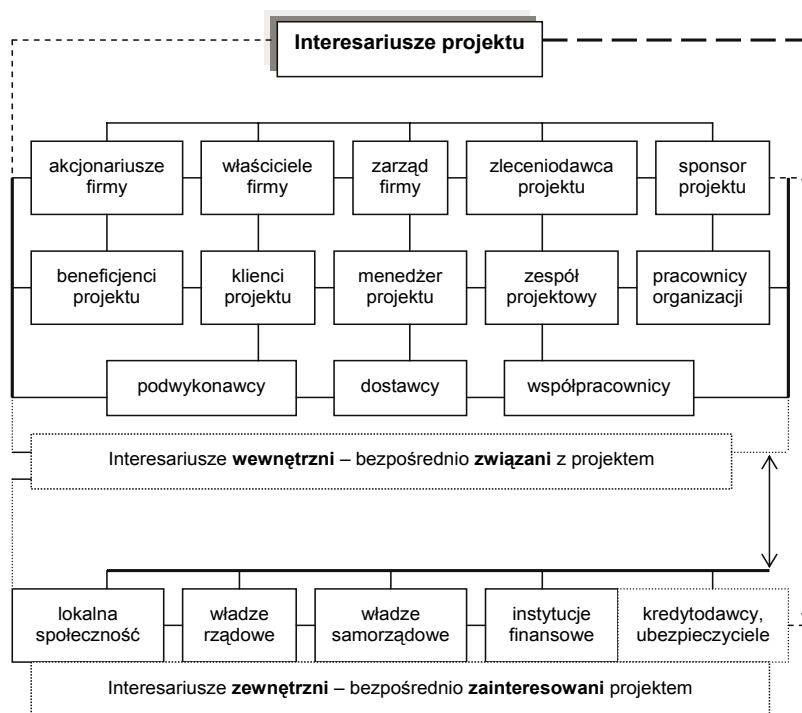 Interesariusze projektu
akcjonariusze
firmy
właściciele
firmy
zarząd
firmy
zleceniodawca
projektu
sponsor
projektu
beneficjenci
projektu
klienci
projektu
menedżer
projektu
zespół
projektowy
pracownicy
organizacji
podwykonawcy
dostawcy
współpracownicy
Interesariusze wewnętrzni – bezpośrednio związani z projektem
lokalna
społeczność
władze
rządowe
władze
samorządowe
instytucje
finansowe
kredytodawcy,
ubezpieczyciele
Interesariusze zewnętrzni – bezpośrednio zainteresowani projektem